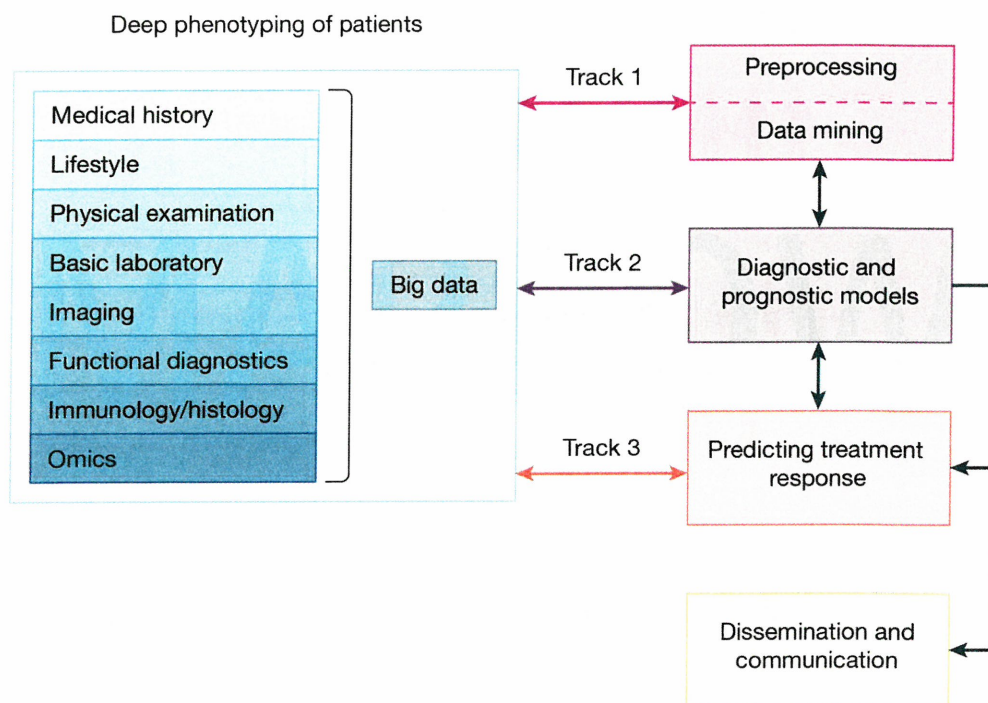 Deep phenotyping of patients
Medical history
Lifestyle
Physical examination
Basic laboratory
Imaging
Functional diagnostics
Immunology/histology
Omics
Big data
Track 1
Track 2
Track 3
Preprocessing
Data mining
Diagnostic and
prognostic models
Predicting treatment
response
Dissemination and
communication